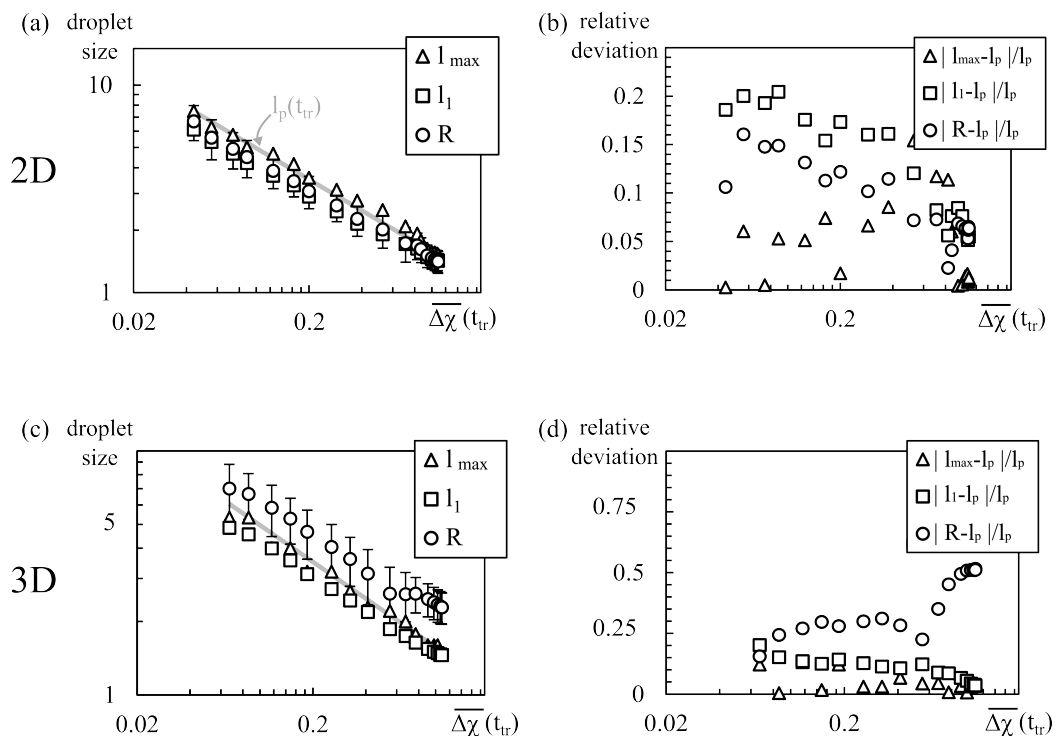 (a) droplet size
10
1
l max
l₁
R
lₚ(tₜᵣ)
2D
0.02 0.2 Δχ (tₜᵣ)
(b) relative deviation
0.2
0.15
0.1
0.05
0
| lmax-lₚ |/lₚ
| l₁-lₚ |/lₚ
| R-lₚ |/lₚ
0.02 0.2 Δχ (tₜᵣ)
(c) droplet size
5
1
l max
l₁
R
3D
0.02 0.2 Δχ (tₜᵣ)
(d) relative deviation
0.75
0.5
0.25
0
| lmax-lₚ |/lₚ
| l₁-lₚ |/lₚ
| R-lₚ |/lₚ
0.02 0.2 Δχ (tₜᵣ)